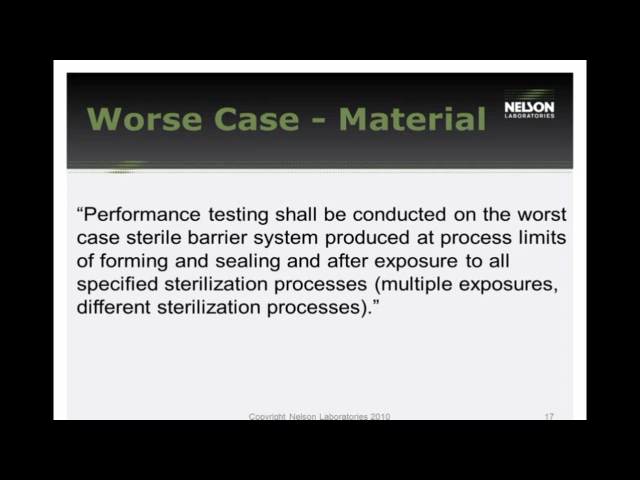 Worse Case - Material
NELSON
LABORATORIES
“Performance testing shall be conducted on the worst
case sterile barrier system produced at process limits
of forming and sealing and after exposure to all
specified sterilization processes (multiple exposures,
different sterilization processes).”
Copyright Nelson Laboratories 2010
17